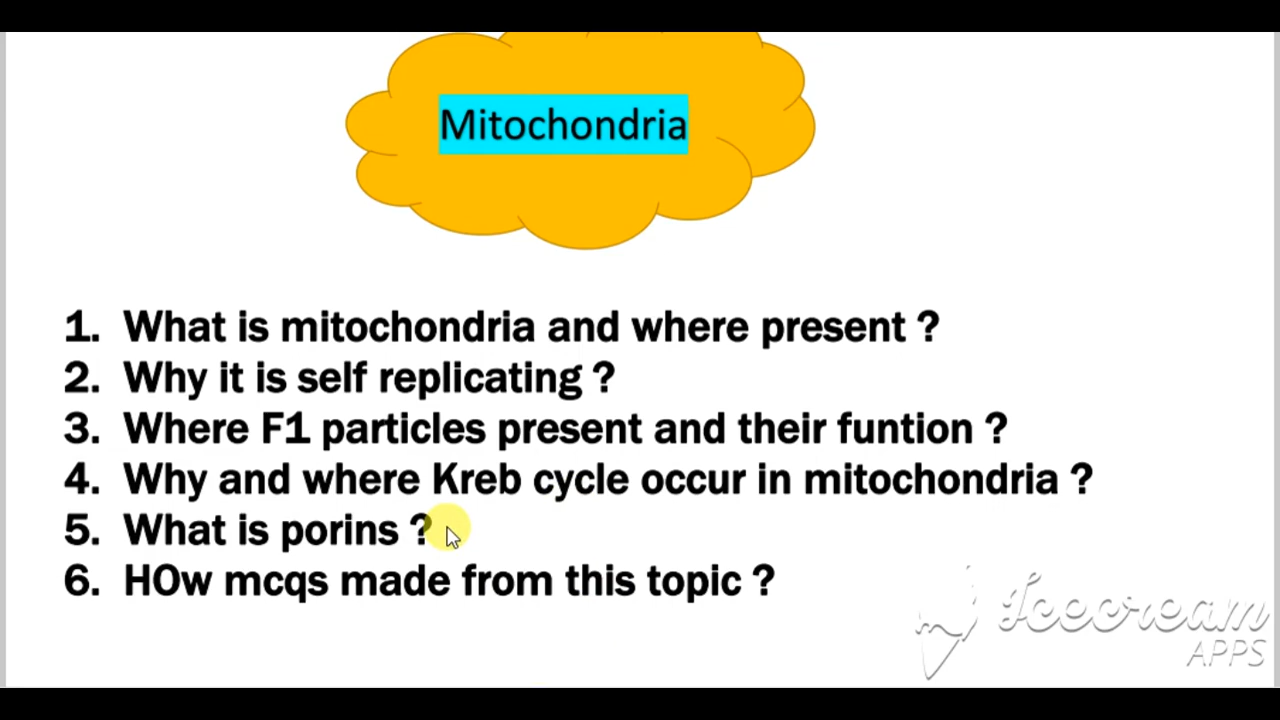 Mitochondria
1. What is mitochondria and where present ?
2. Why it is self replicating ?
3. Where F1 particles present and their funtion ?
4. Why and where Kreb cycle occur in mitochondria ?
5. What is porins ?
6. HOw mcqs made from this topic ?
Icecream
APPS